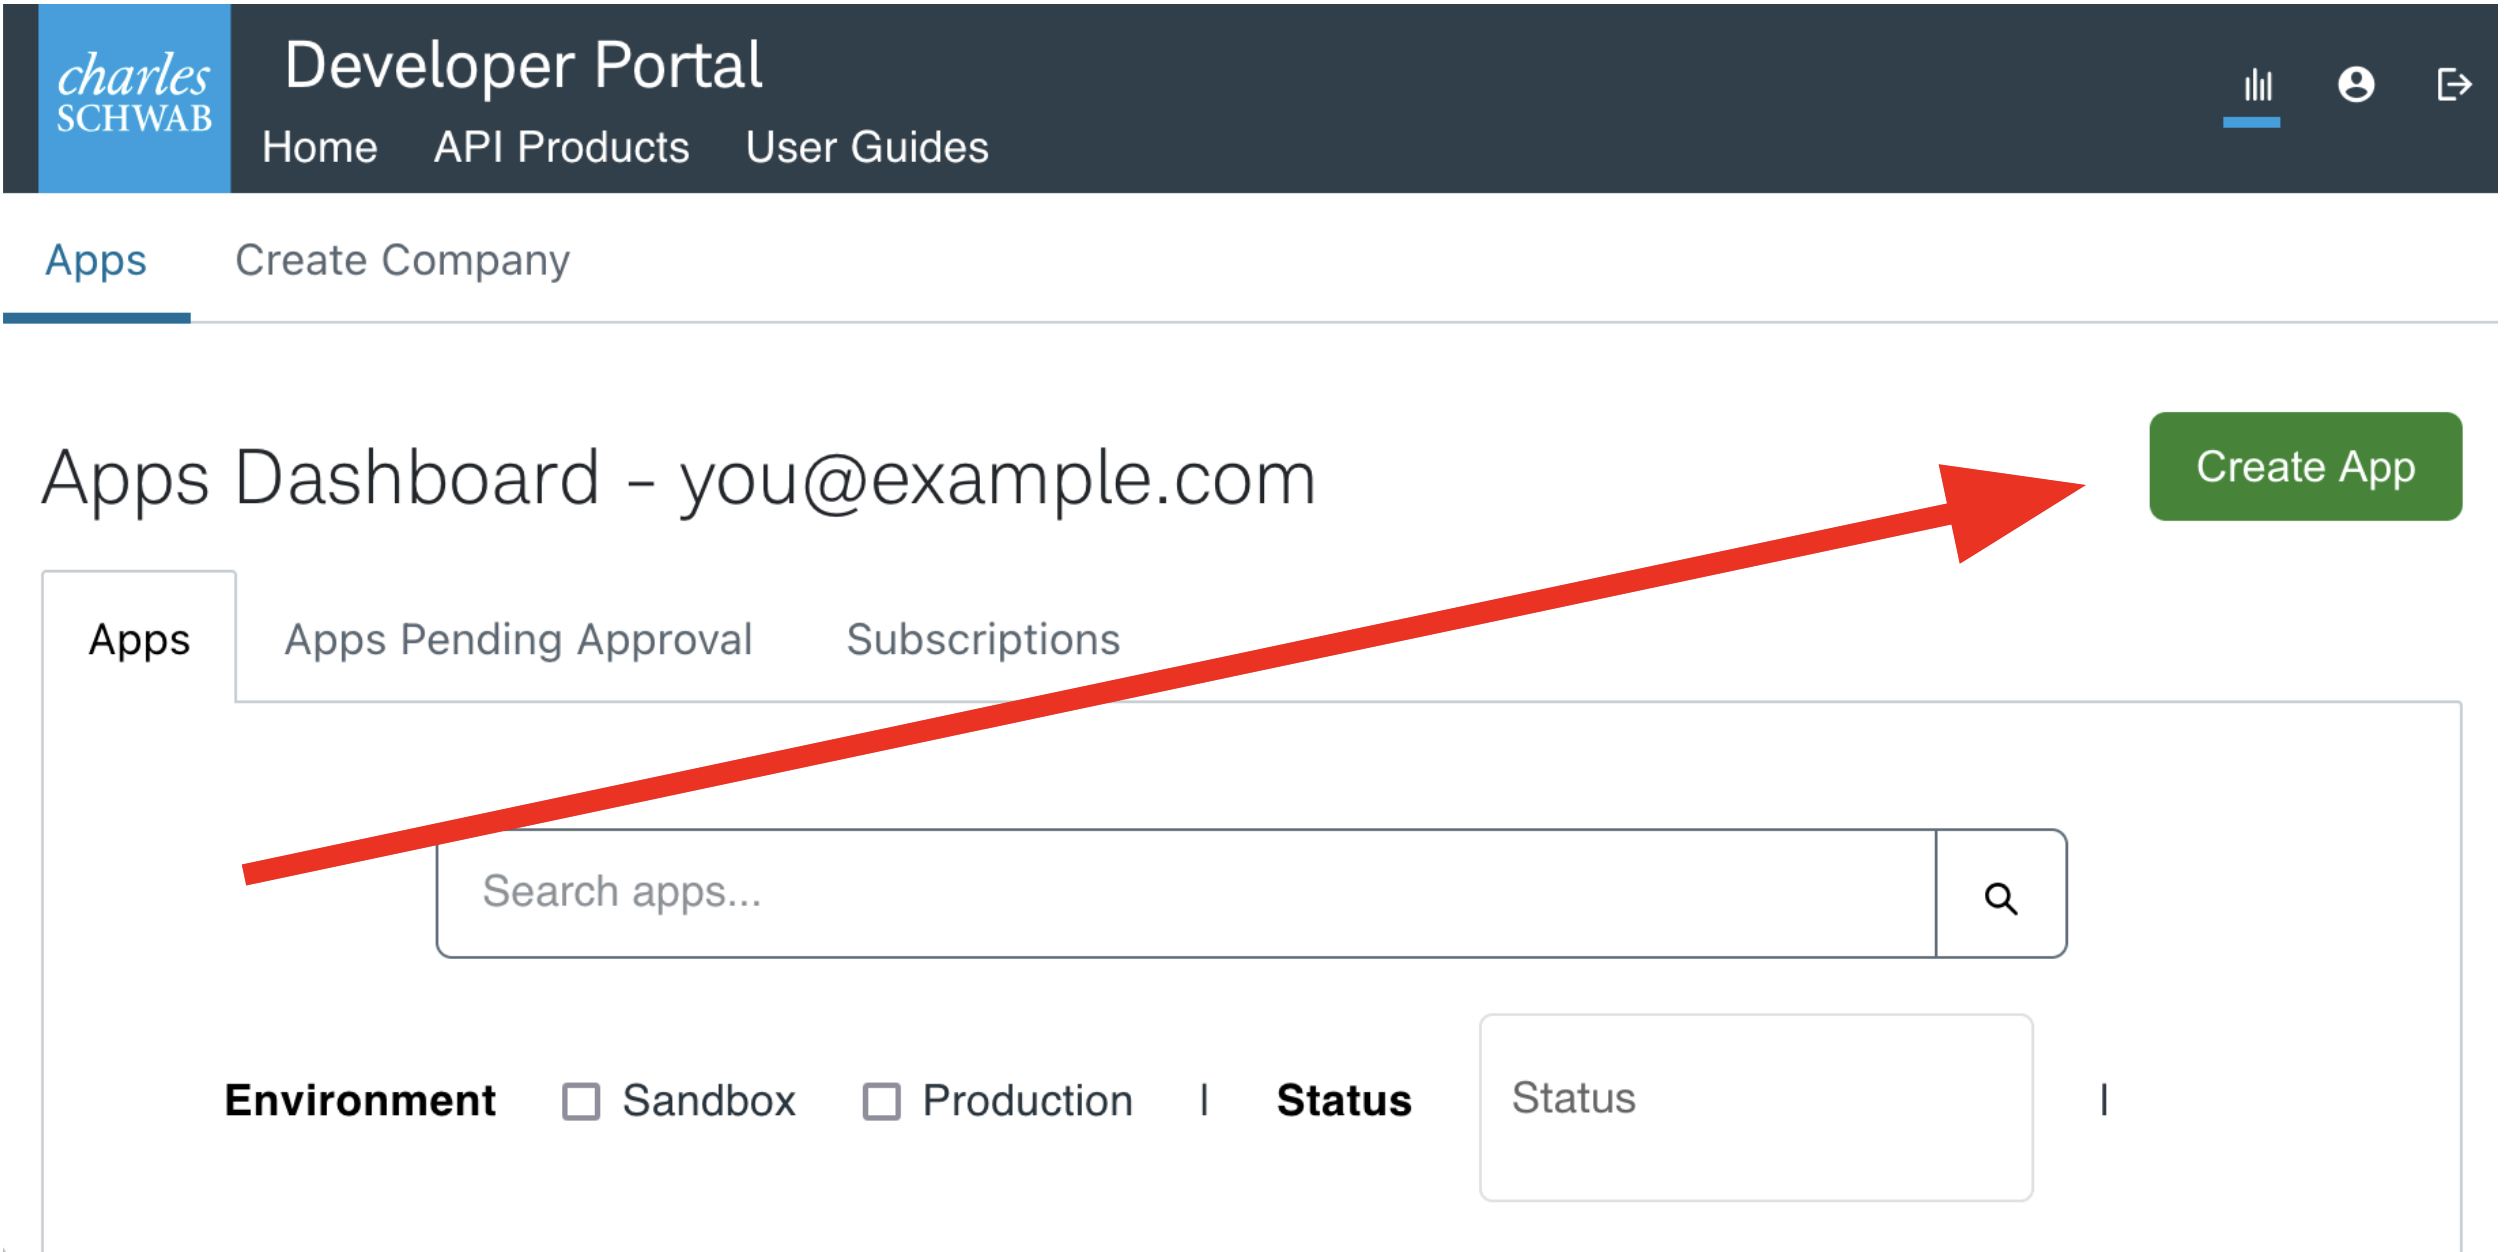 charles
SCHWAB
Developer Portal
Home API Products User Guides
Apps Create Company
Apps Dashboard - you@example.com
Create App
Apps Apps Pending Approval Subscriptions
Search apps...
Environment Sandbox Production | Status Status |